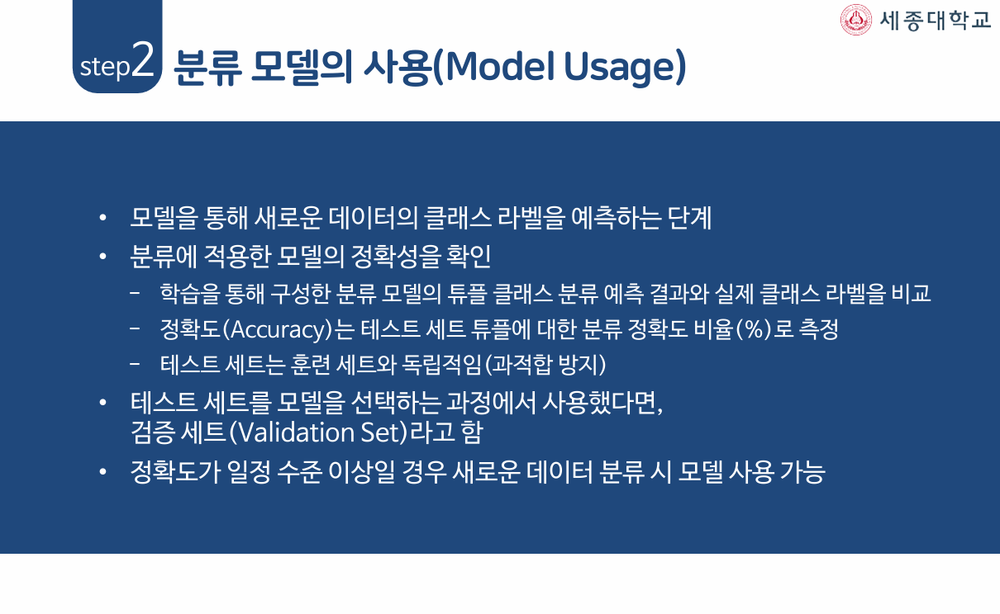 세종대학교
step2 분류 모델의 사용(Model Usage)
• 모델을 통해 새로운 데이터의 클래스 라벨을 예측하는 단계
• 분류에 적용한 모델의 정확성을 확인
- 학습을 통해 구성한 분류 모델의 튜플 클래스 분류 예측 결과와 실제 클래스 라벨을 비교
- 정확도(Accuracy)는 테스트 세트 튜플에 대한 분류 정확도 비율(%)로 측정
- 테스트 세트는 훈련 세트와 독립적임(과적합 방지)
• 테스트 세트를 모델을 선택하는 과정에서 사용했다면,
검증 세트(Validation Set)라고 함
• 정확도가 일정 수준 이상일 경우 새로운 데이터 분류 시 모델 사용 가능